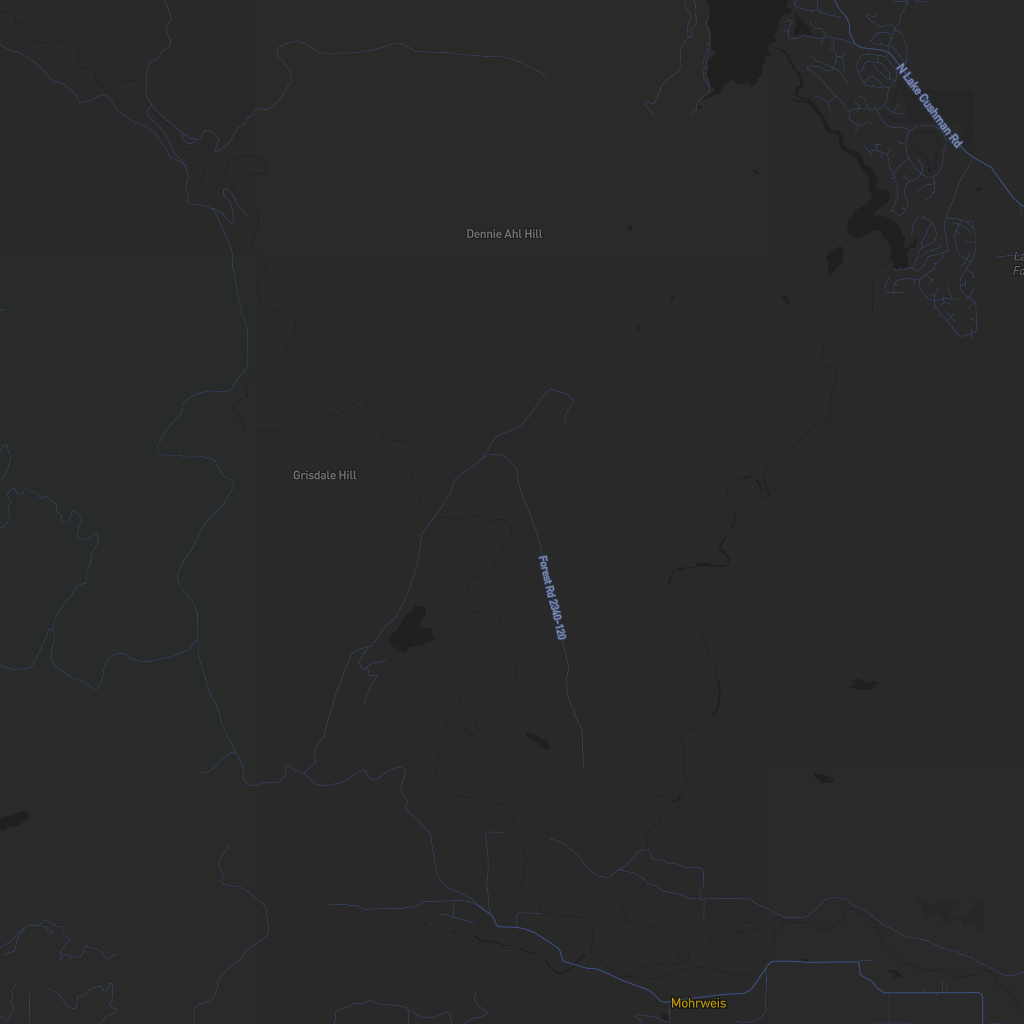 N Lake Cushman Rd
Dennie Ahl Hill
Grisdale Hill
Forest Rd 2340-120
Mohrweis